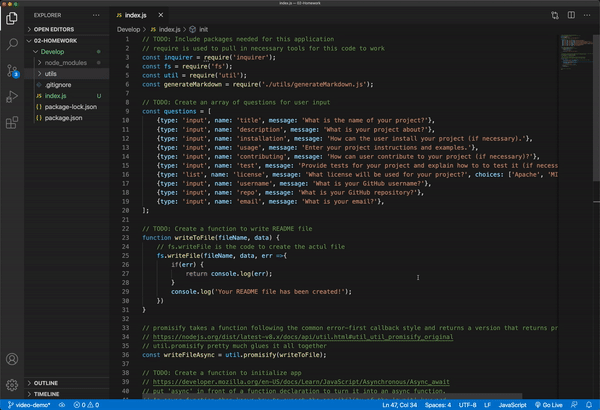 index.js — 02-Homework
EXPLORER
OPEN EDITORS
02-HOMEWORK
Develop
node_modules
utils
.gitignore
index.js U
package-lock.json
package.json
OUTLINE
TIMELINE
index.js
Develop > index.js > init
1 // TODO: Include packages needed for this application
2 // require is used to pull in necessary tools for this code to work
3 const inquirer = require('inquirer');
4 const fs = require('fs');
5 const util = require('util');
6 const generateMarkdown = require('./utils/generateMarkdown.js');
7
8 // TODO: Create an array of questions for user input
9 const questions = [
10 {type: 'input', name: 'title', message: "What is the name of your project?"},
11 {type: 'input', name: 'description', message: "What is your project about?"},
12 {type: 'input', name: 'installation', message: "How can the user install your project (if necessary).'},
13 {type: 'input', name: 'usage', message: 'Enter your project instructions and examples.'},
14 {type: 'input', name: 'contributing', message: 'How can user contribute to your project (if necessary)?'},
15 {type: 'input', name: 'test', message: 'Provide tests for your project and explain how to to test it (if neces
16 {type: 'list', name: 'license', message: "What license will be used for your project?", choices: ['Apache', 'MI
17 {type: 'input', name: 'username', message: "What is your GitHub username?"},
18 {type: 'input', name: 'repo', message: "What is your GitHub repository?"},
19 {type: 'input', name: 'email', message: "What is your email?"},
20 ];
21
22 // TODO: Create a function to write README file
23 function writeToFile(fileName, data) {
24 // fs.writeFile is the code to create the actul file
25 fs.writeFile(fileName, data, err =>{
26 if(err) {
27 return console.log(err);
28 }
29 console.log('Your README file has been created!');
30 })
31 }
32
33 // promisify takes a function following the common error-first callback style and returns a version that returns pr
34 // https://nodejs.org/dist/latest-v8.x/docs/api/util.html#util_util_promisify_original
35 // util.promisify pretty much glues it all together
36 const writeFileAsync = util.promisify(writeToFile);
37
38 // TODO: Create a function to initialize app
39 // https://developer.mozilla.org/en-US/docs/Learn/JavaScript/Asynchronous/Async_await
40 // put 'async' in front of a function declaration to turn it into an async function.
video-demo* 0 0 Ln 47, Col 34 Spaces: 4 UTF-8 LF JavaScript Go Live